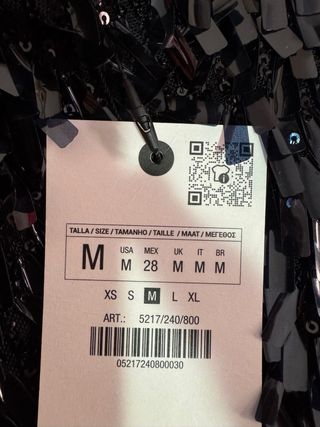 TALLA / SIZE / TAMANHO / TAILLE / MAAT / ΜΕΓΕΘΟΣ
USA MEX UK IT BR
M M 28 M M M
XS S M L XL
ART.: 5217/240/800
05217240800030